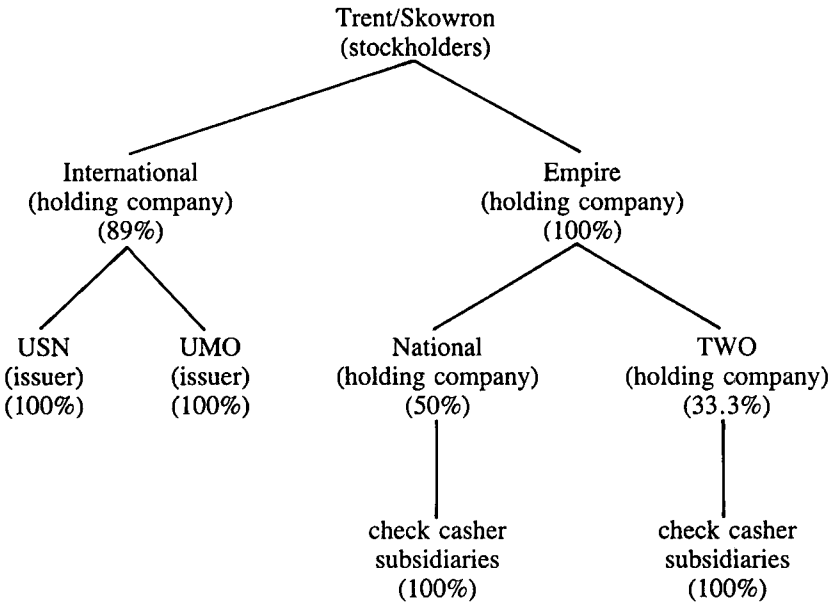 Trent/Skowron
(stockholders)
International
(holding company)
(89%)
Empire
(holding company)
(100%)
USN
(issuer)
(100%)
UMO
(issuer)
(100%)
National
(holding company)
(50%)
TWO
(holding company)
(33.3%)
check casher
subsidiaries
(100%)
check casher
subsidiaries
(100%)